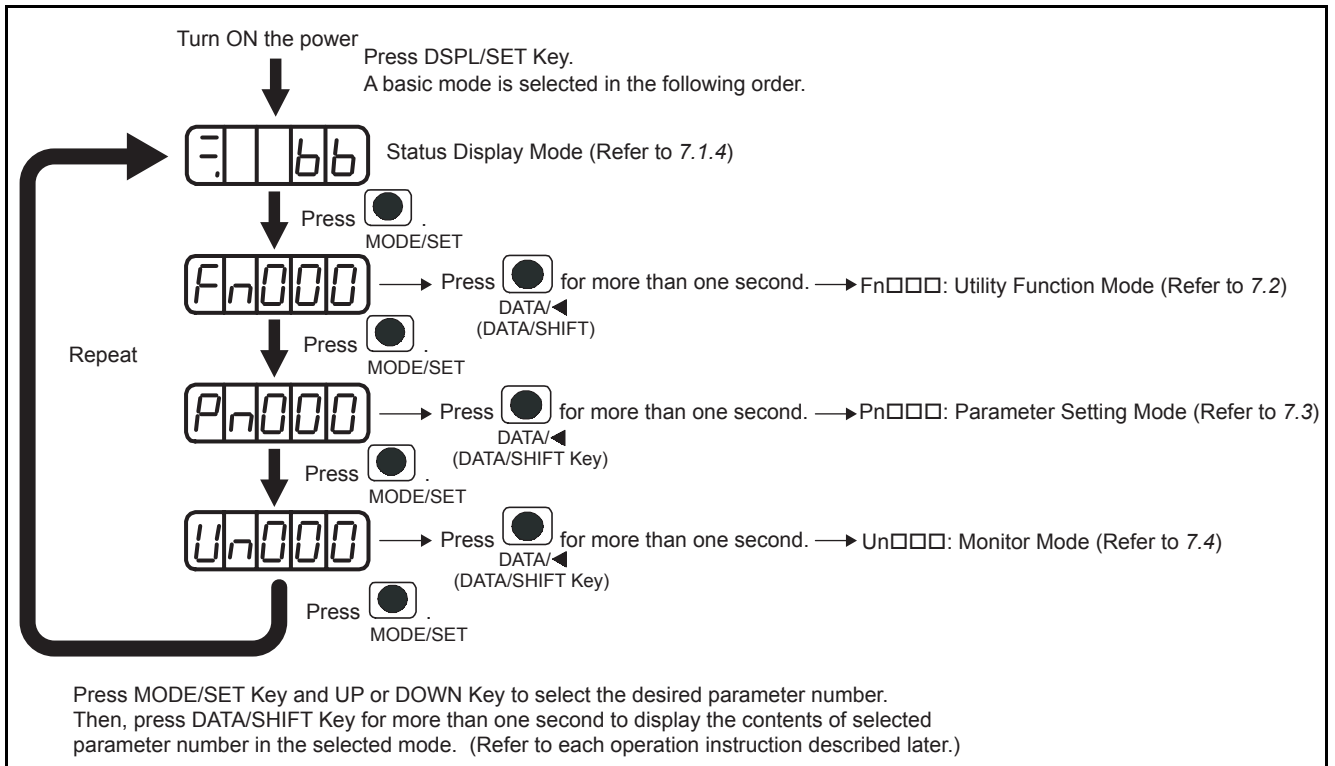 Turn ON the power
Press DSPL/SET Key.
A basic mode is selected in the following order.
bb
Status Display Mode (Refer to 7.1.4)
Press .
MODE/SET
Fn000
Press for more than one second.
DATA/◀
(DATA/SHIFT)
Fn□□□: Utility Function Mode (Refer to 7.2)
Repeat
Press .
MODE/SET
Pn000
Press for more than one second.
DATA/◀
(DATA/SHIFT Key)
Pn□□□: Parameter Setting Mode (Refer to 7.3)
Press .
MODE/SET
Un000
Press for more than one second.
DATA/◀
(DATA/SHIFT Key)
Un□□□: Monitor Mode (Refer to 7.4)
Press .
MODE/SET
Press MODE/SET Key and UP or DOWN Key to select the desired parameter number.
Then, press DATA/SHIFT Key for more than one second to display the contents of selected
parameter number in the selected mode. (Refer to each operation instruction described later.)